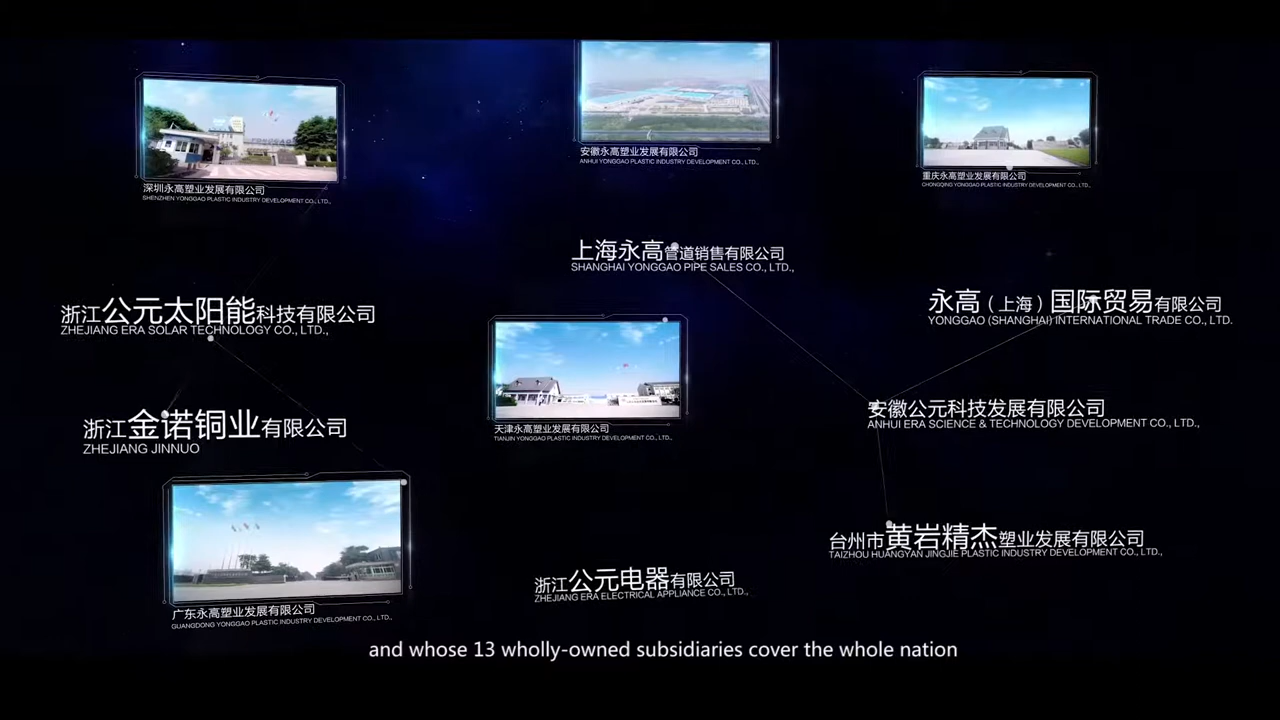 安徽永高塑业发展有限公司
ANHUI YONGGAO PLASTIC INDUSTRY DEVELOPMENT CO., LTD.,
重庆永高塑业发展有限公司
CHONGQING YONGGAO PLASTIC INDUSTRY DEVELOPMENT CO., LTD.,
深圳永高塑业发展有限公司
SHENZHEN YONGGAO PLASTIC INDUSTRY DEVELOPMENT CO., LTD.,
上海永高管道销售有限公司
SHANGHAI YONGGAO PIPE SALES CO., LTD.,
浙江公元太阳能科技有限公司
ZHEJIANG ERA SOLAR TECHNOLOGY CO., LTD.,
永高（上海）国际贸易有限公司
YONGGAO (SHANGHAI) INTERNATIONAL TRADE CO., LTD.
浙江金诺铜业有限公司
ZHEJIANG JINNUO
天津永高塑业发展有限公司
TIANJIN YONGGAO PLASTIC INDUSTRY DEVELOPMENT CO., LTD.,
安徽公元科技发展有限公司
ANHUI ERA SCIENCE & TECHNOLOGY DEVELOPMENT CO., LTD.,
台州市黄岩精杰塑业发展有限公司
TAIZHOU HUANGYAN JINGJIE PLASTIC INDUSTRY DEVELOPMENT CO., LTD.,
浙江公元电器有限公司
ZHEJIANG ERA ELECTRICAL APPLIANCE CO., LTD.,
广东永高塑业发展有限公司
GUANGDONG YONGGAO PLASTIC INDUSTRY DEVELOPMENT CO., LTD.,
and whose 13 wholly-owned subsidiaries cover the whole nation